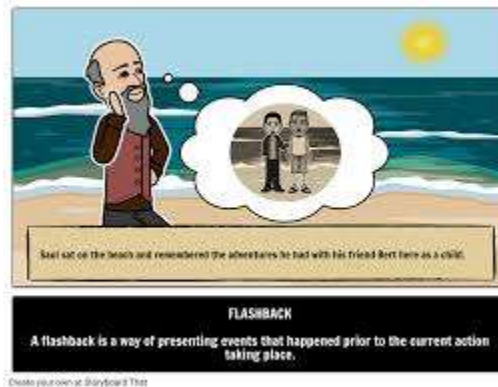 Saul sat on the beach and remembered the adventures he had with his friend Bert here as a child.
FLASHBACK
A flashback is a way of presenting events that happened prior to the current action
taking place.
Create your own at Storyboard That